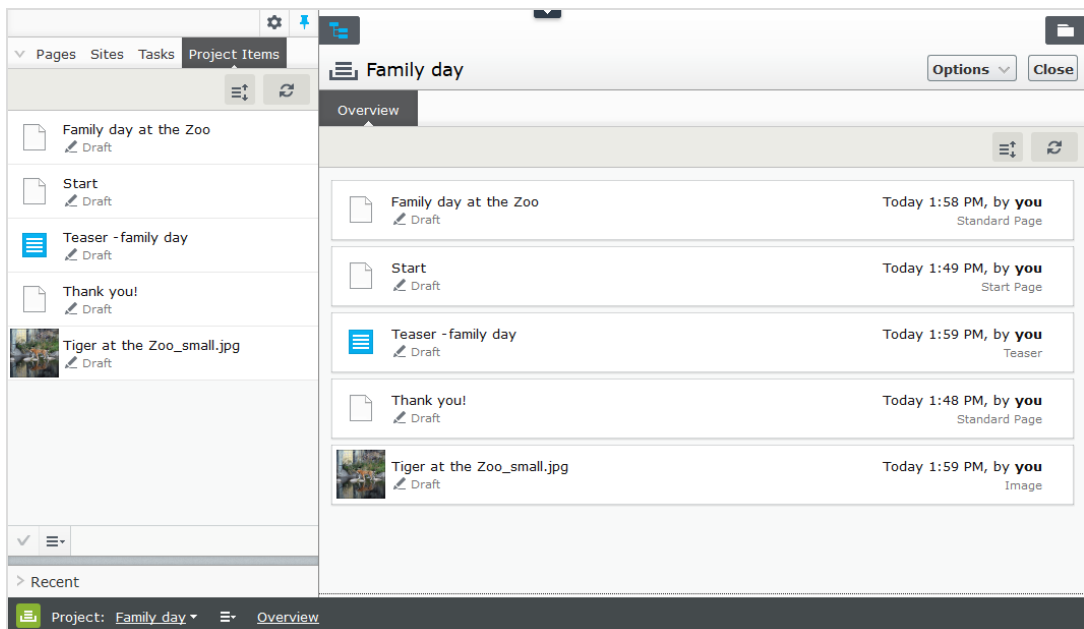 Pages Sites Tasks Project Items
Family day at the Zoo
Draft
Start
Draft
Teaser -family day
Draft
Thank you!
Draft
Tiger at the Zoo_small.jpg
Draft
Recent
Family day
Options
Close
Overview
Family day at the Zoo
Draft
Today 1:58 PM, by you
Standard Page
Start
Draft
Today 1:49 PM, by you
Start Page
Teaser -family day
Draft
Today 1:59 PM, by you
Teaser
Thank you!
Draft
Today 1:48 PM, by you
Standard Page
Tiger at the Zoo_small.jpg
Draft
Today 1:59 PM, by you
Image
Project: Family day Overview